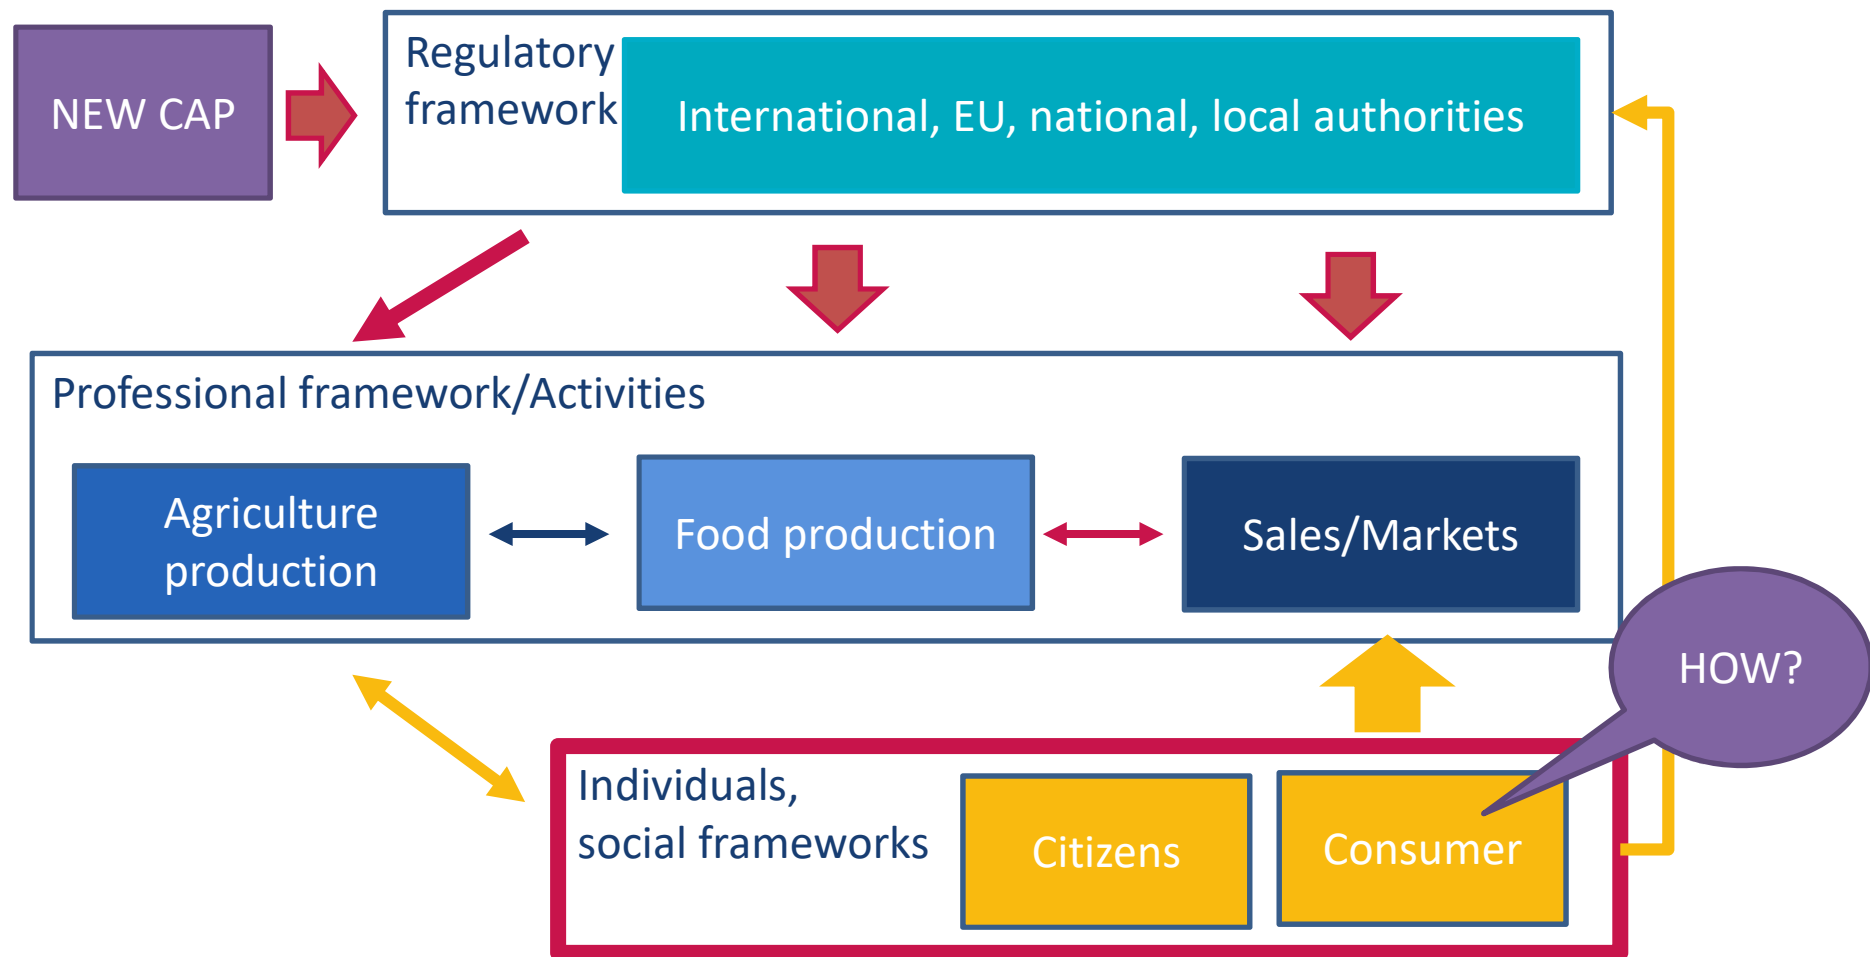 NEW CAP
Regulatory
framework
International, EU, national, local authorities
Professional framework/Activities
Agriculture
production
Food production
Sales/Markets
HOW?
Individuals,
social frameworks
Citizens
Consumer